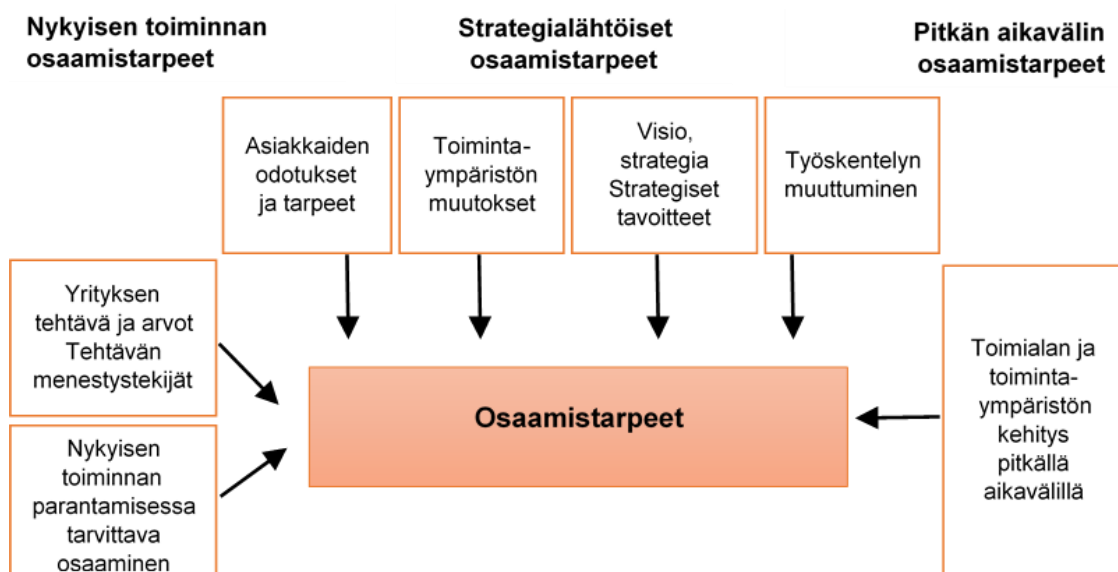 Nykyisen toiminnan
osaamistarpeet
Strategialähtöiset
osaamistarpeet
Pitkän aikavälin
osaamistarpeet
Asiakkaiden
odotukset
ja tarpeet
Toiminta-
ympäristön
muutokset
Visio,
strategia
Strategiset
tavoitteet
Työskentelyn
muuttuminen
Yrityksen
tehtävä ja arvot
Tehtävän
menestystekijät
Nykyisen
toiminnan
parantamisessa
tarvittava
osaaminen
Osaamistarpeet
Toimialan ja
toiminta-
ympäristön
kehitys
pitkällä
aikavälillä